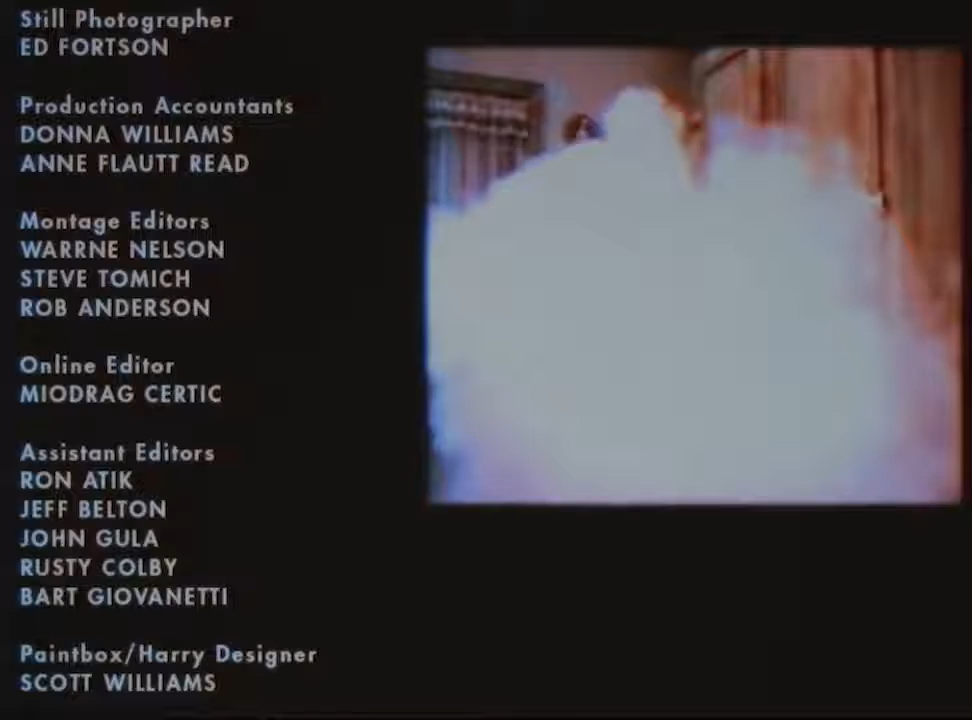 Still Photographer
ED FORTSON
Production Accountants
DONNA WILLIAMS
ANNE FLAUTT READ
Montage Editors
WARRNE NELSON
STEVE TOMICH
ROB ANDERSON
Online Editor
MIODRAG CERTIC
Assistant Editors
RON ATIK
JEFF BELTON
JOHN GULA
RUSTY COLBY
BART GIOVANETTI
Paintbox/Harry Designer
SCOTT WILLIAMS